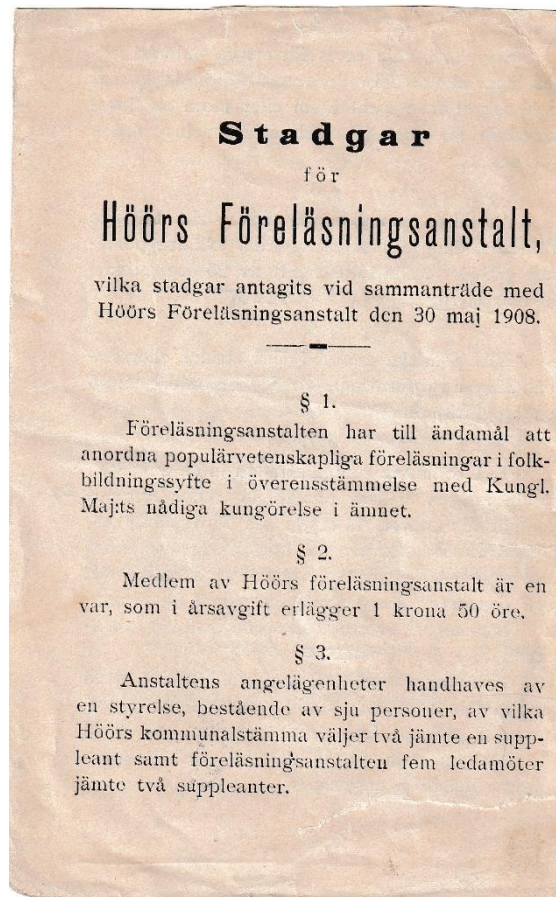 Stadgar
för
Höörs Föreläsningsanstalt,
vilka stadgar antagits vid sammanträde med
Höörs Föreläsningsanstalt den 30 maj 1908.
§ 1.
Föreläsningsanstalten har till ändamål att
anordna populärvetenskapliga föreläsningar i folk-
bildningssyfte i överensstämmelse med Kungl.
Maj:ts nådiga kungörelse i ämnet.
§ 2.
Medlem av Höörs föreläsningsanstalt är en
var, som i årsavgift erlägger 1 krona 50 öre.
§ 3.
Anstaltens angelägenheter handhaves av
en styrelse, bestående av sju personer, av vilka
Höörs kommunalstämma väljer två jämte en supp-
leant samt föreläsningsanstalten fem ledamöter
jämte två suppleanter.